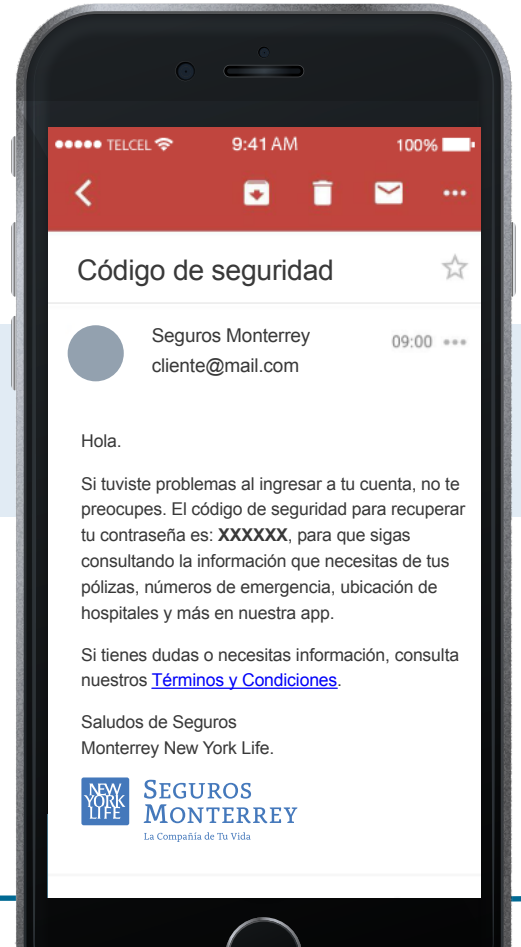 TELCEL 9:41 AM 100%
Código de seguridad
Seguros Monterrey 09:00
cliente@mail.com
Hola.
Si tuviste problemas al ingresar a tu cuenta, no te
preocupes. El código de seguridad para recuperar
tu contraseña es: XXXXXX, para que sigas
consultando la información que necesitas de tus
pólizas, números de emergencia, ubicación de
hospitales y más en nuestra app.
Si tienes dudas o necesitas información, consulta
nuestros Términos y Condiciones.
Saludos de Seguros
Monterrey New York Life.
NEW
YORK
LIFE
SEGUROS
MONTERREY
La Compañía de Tu Vida